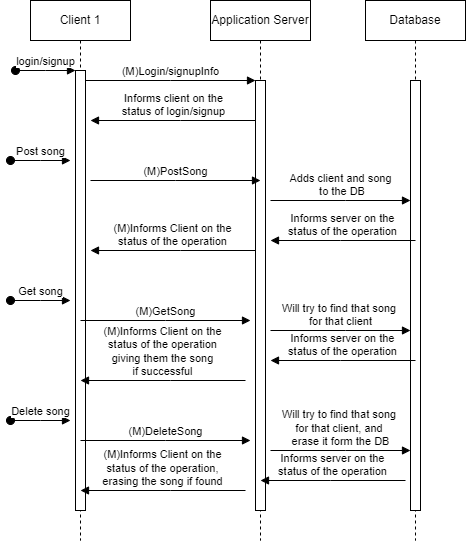 Client 1
Application Server
Database
login/signup
(M)Login/signupInfo
Informs client on the
status of login/signup
Post song
(M)PostSong
Adds client and song
to the DB
Informs server on the
status of the operation
(M)Informs Client on the
status of the operation
Get song
(M)GetSong
Will try to find that song
for that client
Informs server on the
status of the operation
(M)Informs Client on the
status of the operation
giving them the song
if successful
Delete song
(M)DeleteSong
Will try to find that song
for that client, and
erase it form the DB
Informs server on the
status of the operation
(M)Informs Client on the
status of the operation,
erasing the song if found